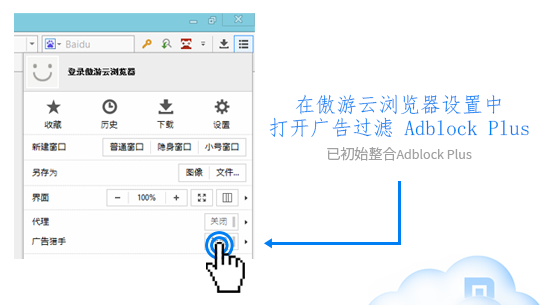 Baidu
登录傲游云浏览器
收藏 历史 下载 设置
新建窗口 普通窗口 隐身窗口 小号窗口
另存为 图像 文件...
界面 − 100% +
代理 关闭
广告猎手
在傲游云浏览器设置中
打开广告过滤 Adblock Plus
已初始整合Adblock Plus